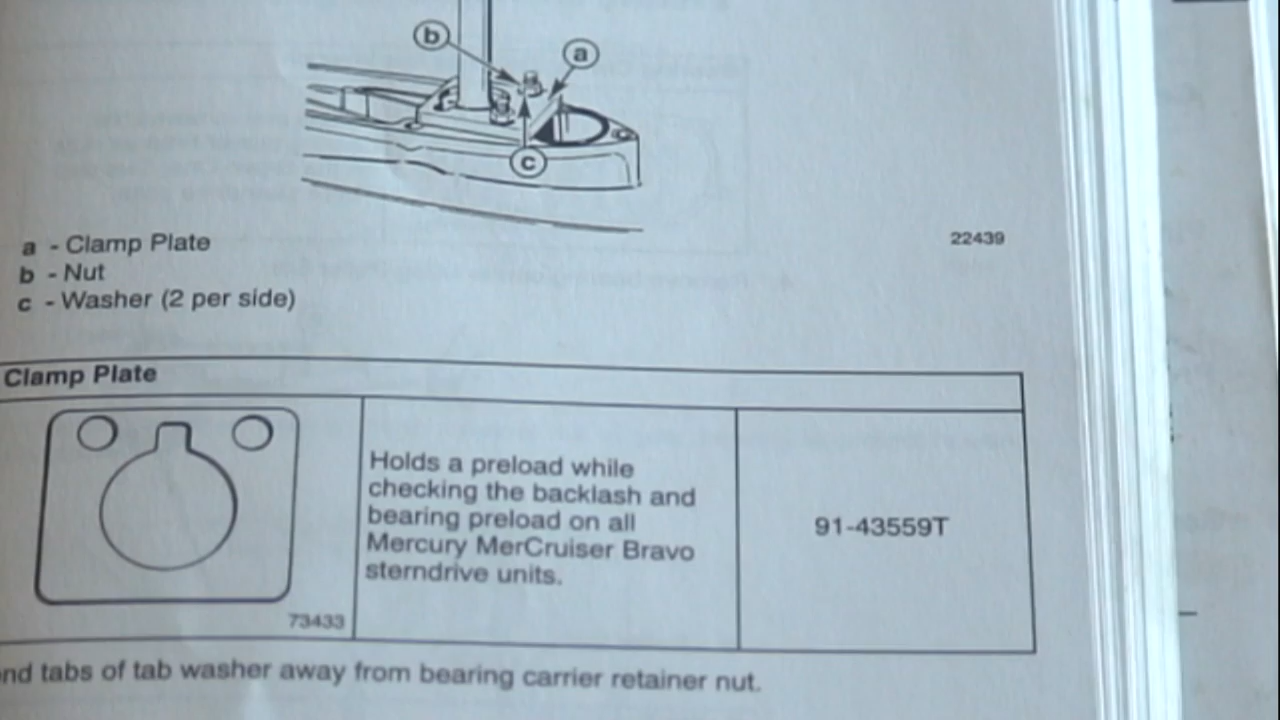 b
a
c
a - Clamp Plate
b - Nut
c - Washer (2 per side)
22439
Clamp Plate
Holds a preload while
checking the backlash and
bearing preload on all
Mercury MerCruiser Bravo
sterndrive units.
91-43559T
73433
tabs of tab washer away from bearing carrier retainer nut.